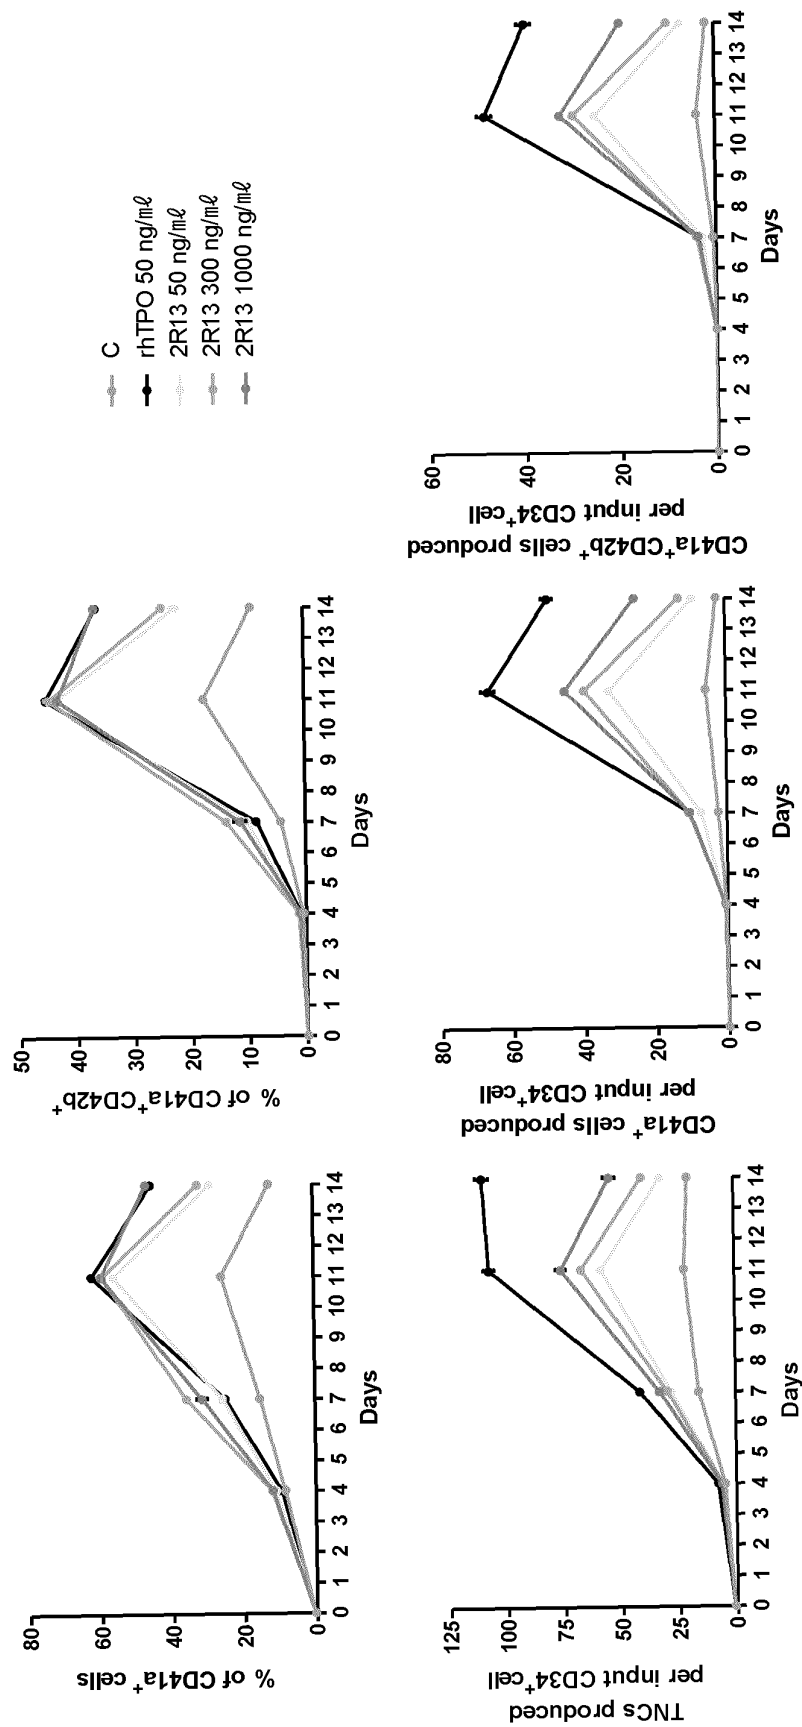 C
rhTPO 50 ng/mℓ
2R13 50 ng/mℓ
2R13 300 ng/mℓ
2R13 1000 ng/mℓ
% of CD41a⁺ cells
80
60
40
20
0
0 1 2 3 4 5 6 7 8 9 10 11 12 13 14
Days
% of CD41a⁺CD42b⁺
50
40
30
20
10
0
0 1 2 3 4 5 6 7 8 9 10 11 12 13 14
Days
TNCs produced
per input CD34⁺cell
125
100
75
50
25
0
0 1 2 3 4 5 6 7 8 9 10 11 12 13 14
Days
CD41a⁺ cells produced
per input CD34⁺cell
80
60
40
20
0
0 1 2 3 4 5 6 7 8 9 10 11 12 13 14
Days
CD41a⁺CD42b⁺ cells produced
per input CD34⁺cell
60
40
20
0
0 1 2 3 4 5 6 7 8 9 10 11 12 13 14
Days